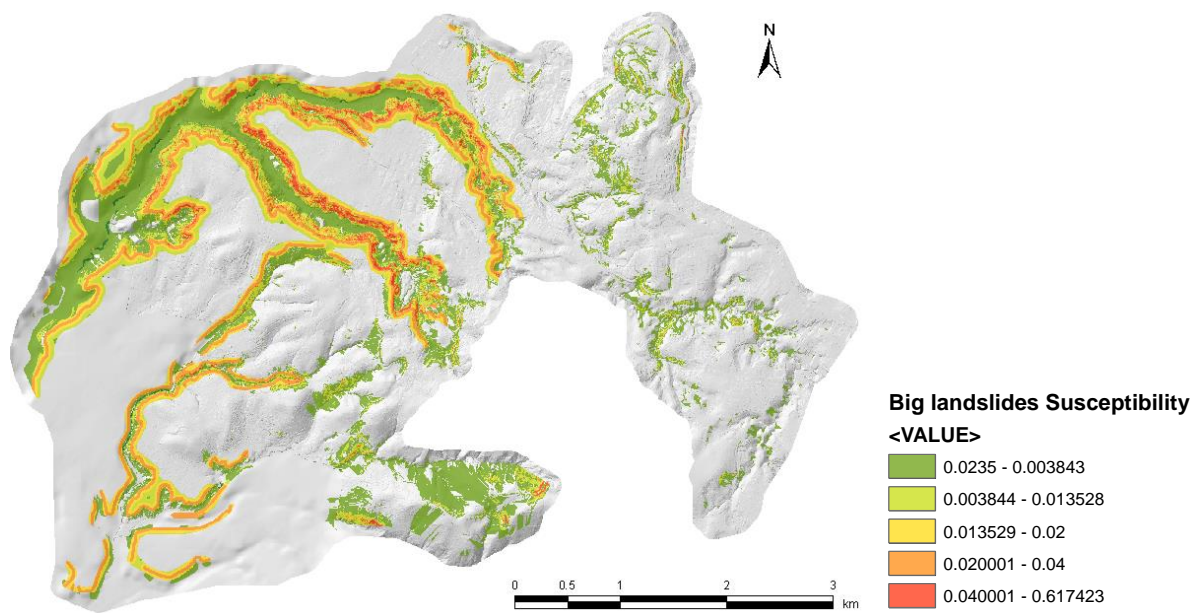 N
Big landslides Susceptibility
<VALUE>
0.0235 - 0.003843
0.003844 - 0.013528
0.013529 - 0.02
0.020001 - 0.04
0.040001 - 0.617423
0 0.5 1 2 3
km